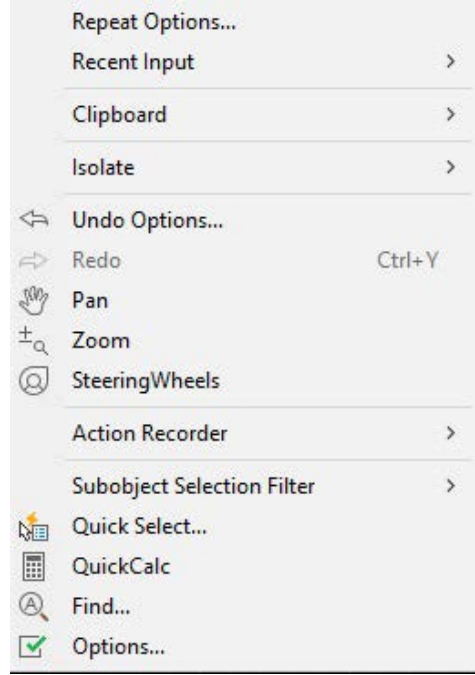 Repeat Options...
Recent Input
Clipboard
Isolate
Undo Options...
Redo Ctrl+Y
Pan
Zoom
SteeringWheels
Action Recorder
Subobject Selection Filter
Quick Select...
QuickCalc
Find...
Options...